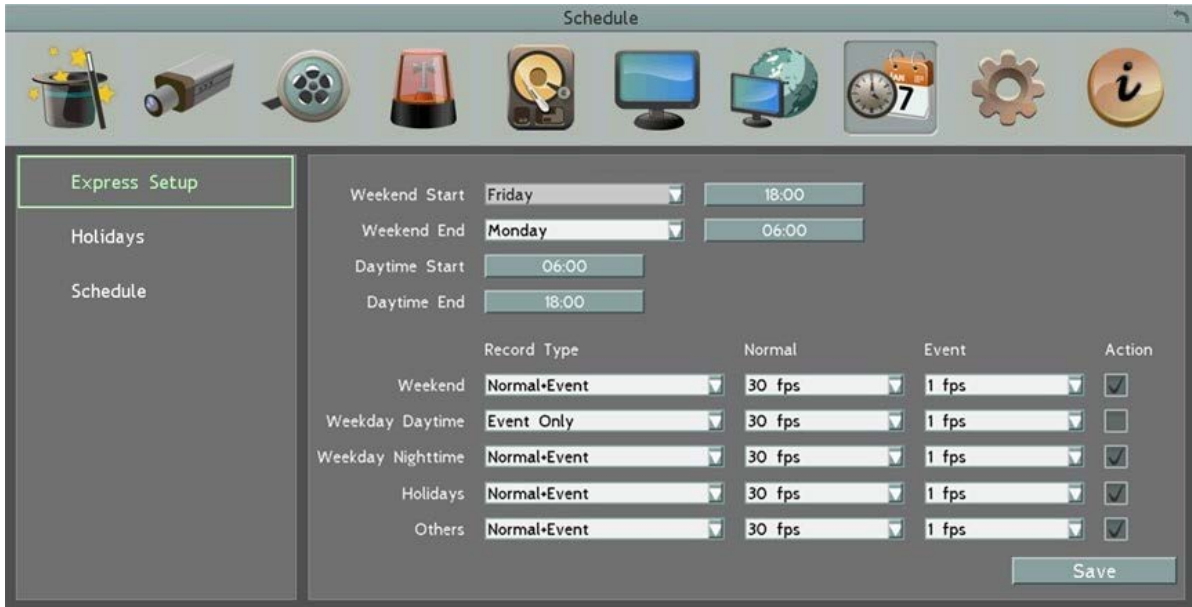 Schedule
JAN
7
i
Express Setup
Holidays
Schedule
Weekend Start Friday 18:00
Weekend End Monday 06:00
Daytime Start 06:00
Daytime End 18:00
Record Type Normal Event Action
Weekend Normal+Event 30 fps 1 fps
Weekday Daytime Event Only 30 fps 1 fps
Weekday Nighttime Normal+Event 30 fps 1 fps
Holidays Normal+Event 30 fps 1 fps
Others Normal+Event 30 fps 1 fps
Save